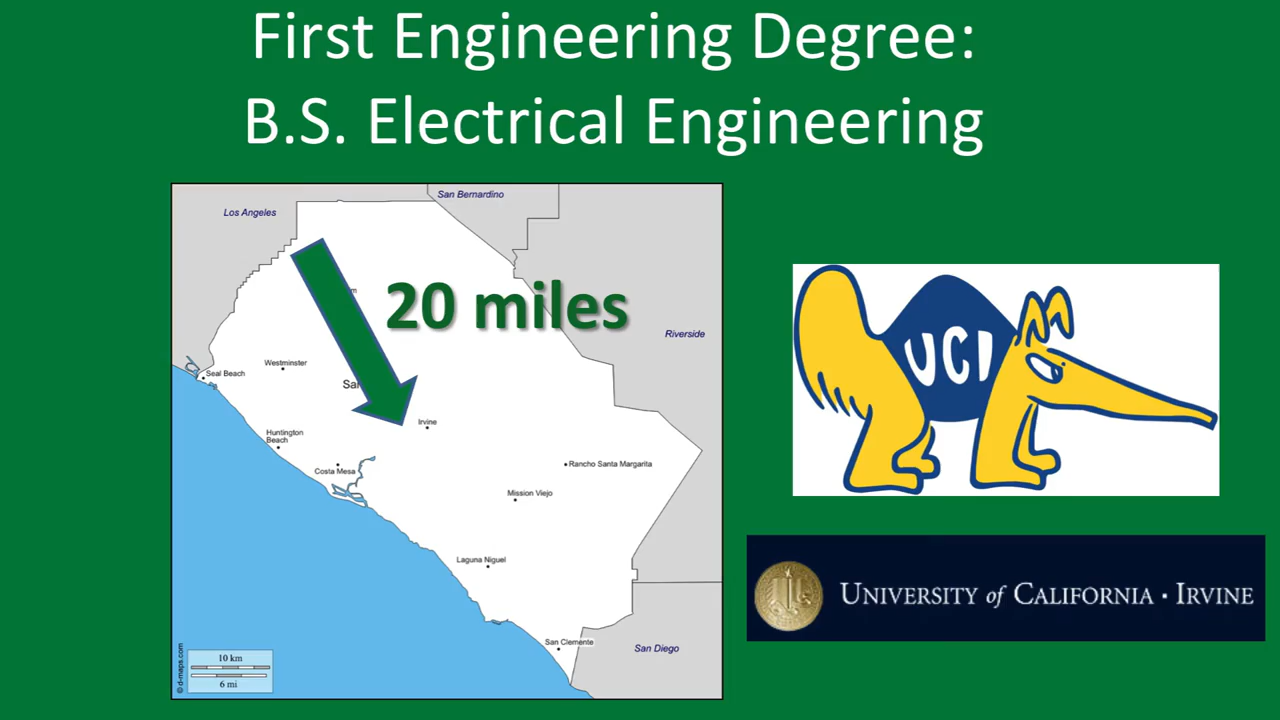 First Engineering Degree:
B.S. Electrical Engineering
San Bernardino
Los Angeles
20 miles
Riverside
Westminster
Seal Beach
Irvine
Huntington
Beach
Costa Mesa
Rancho Santa Margarita
Mission Viejo
Laguna Niguel
San Clemente
San Diego
10 km
6 mi
© d-maps.com
UCI
UNIVERSITY of CALIFORNIA · IRVINE